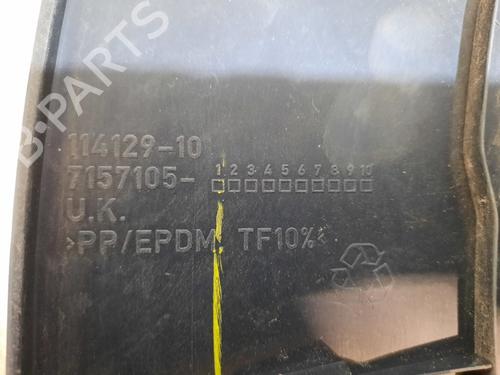 B-PARTS
114129-10
1 2 3 4 5 6 7 8 9 10
7157105-
U.K.
>PP/EPDM TF10%<